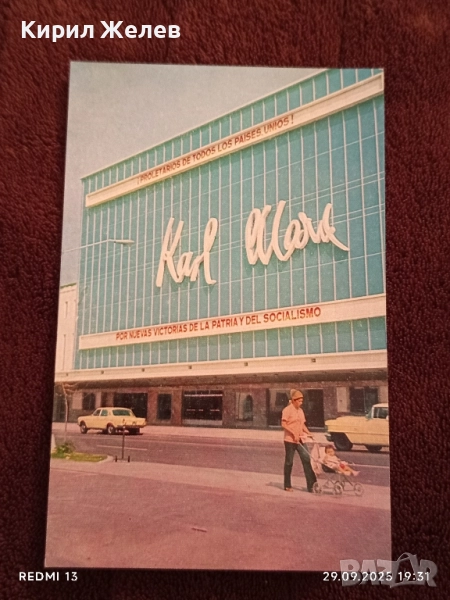 Кирил Желев
¡PROLETARIOS DE TODOS LOS PAISES UNIOS!
Karl Marx
POR NUEVAS VICTORIAS DE LA PATRIA Y DEL SOCIALISMO
BAZAR
REDMI 13
29.09.2025 19:31